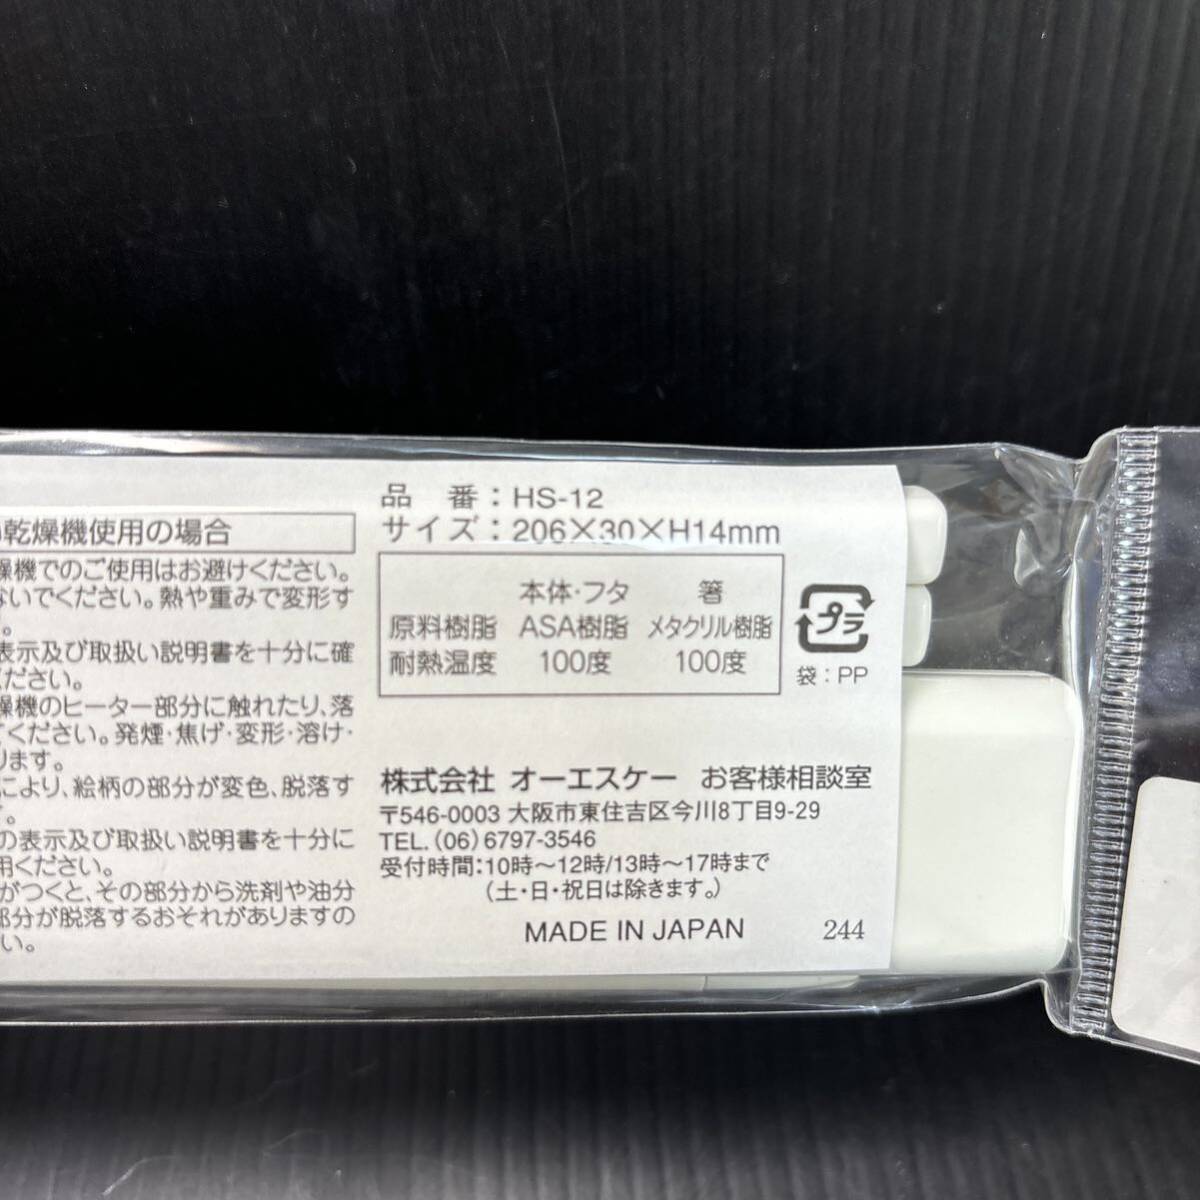 乾燥機使用の場合
燥機でのご使用はお避けください。
ないでください。熱や重みで変形す
。
表示及び取扱い説明書を十分に確
ください。
燥機のヒーター部分に触れたり、落
てください。発煙・焦げ・変形・溶け・
ります。
により、絵柄の部分が変色、脱落す
。
の表示及び取扱い説明書を十分に
用ください。
がつくと、その部分から洗剤や油分
部分が脱落するおそれがありますの
い。
品 番：HS-12
サイズ：206×30×H14mm
本体・フタ 箸
原料樹脂 ASA樹脂 メタクリル樹脂
耐熱温度 100度 100度
プラ
袋：PP
株式会社 オーエスケー お客様相談室
〒546-0003 大阪市東住吉区今川8丁目9-29
TEL.(06)6797-3546
受付時間：10時〜12時/13時〜17時まで
（土・日・祝日は除きます。）
MADE IN JAPAN 244